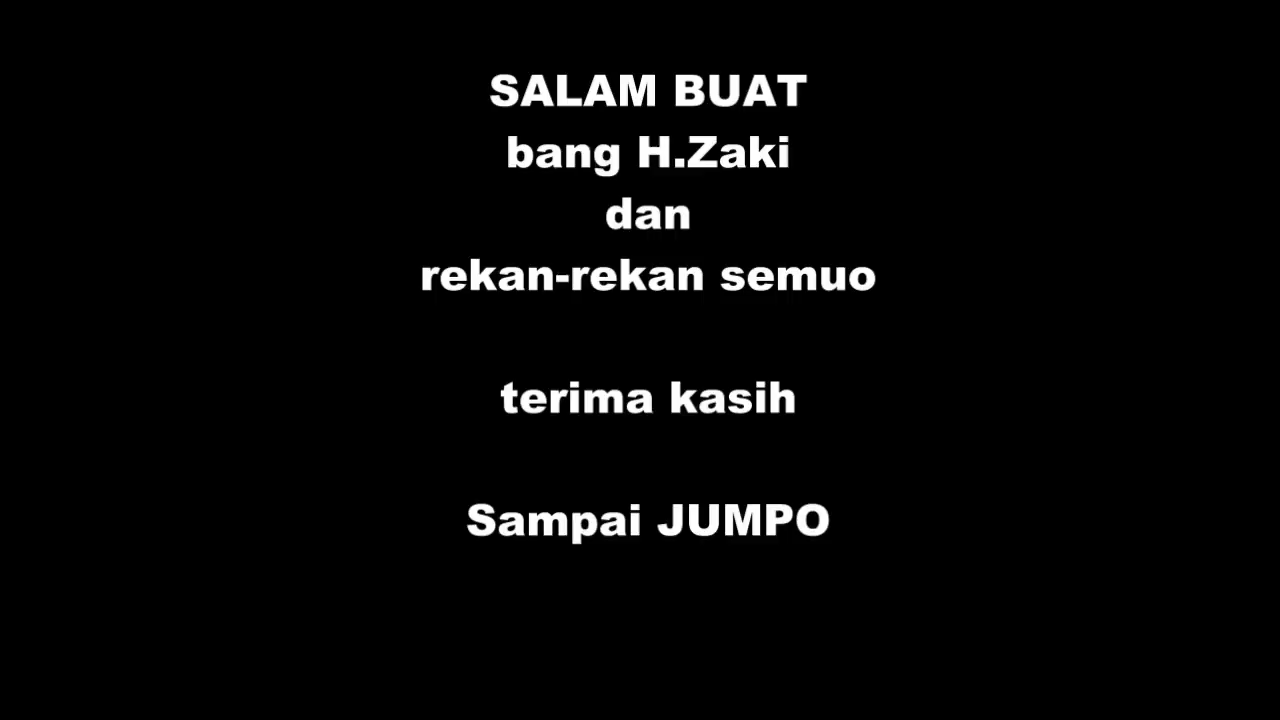 SALAM BUAT
bang H.Zaki
dan
rekan-rekan semuo
terima kasih
Sampai JUMPO